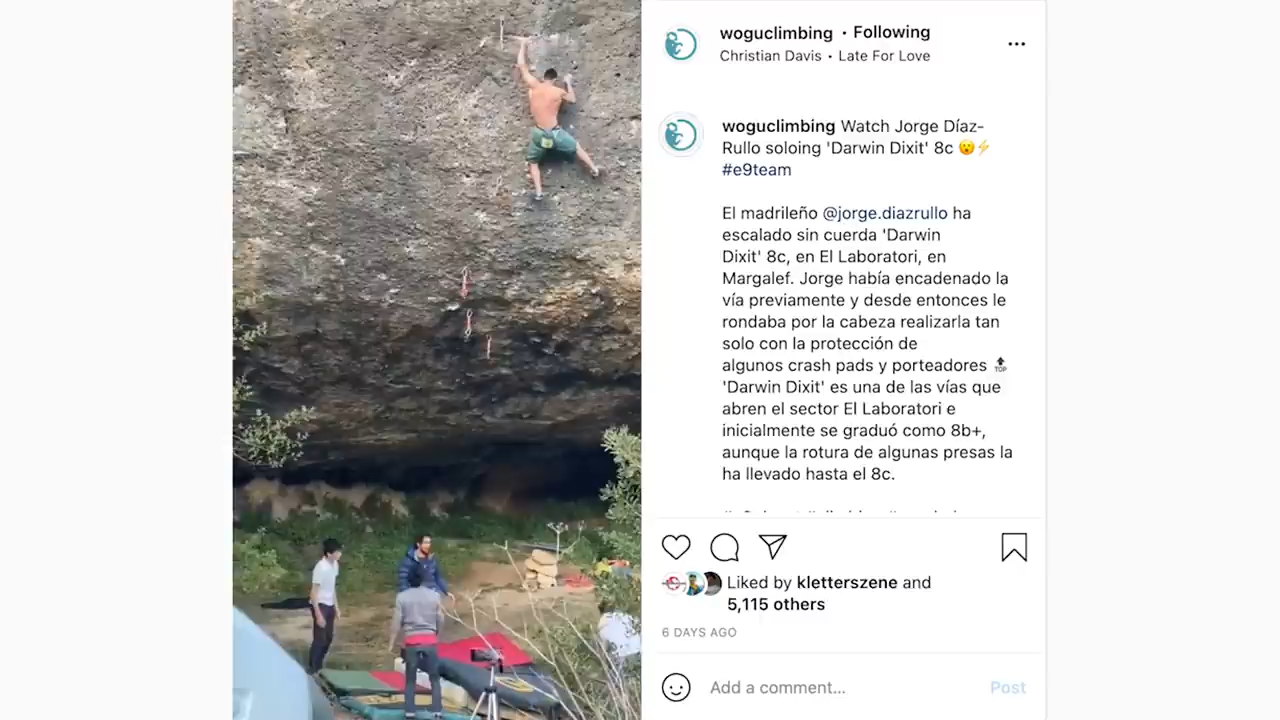 woguclimbing • Following
Christian Davis • Late For Love
woguclimbing Watch Jorge Díaz-
Rullo soloing 'Darwin Dixit' 8c 😮⚡
#e9team
El madrileño @jorge.diazrullo ha
escalado sin cuerda 'Darwin
Dixit' 8c, en El Laboratori, en
Margalef. Jorge había encadenado la
vía previamente y desde entonces le
rondaba por la cabeza realizarla tan
solo con la protección de
algunos crash pads y porteadores 🔝
'Darwin Dixit' es una de las vías que
abren el sector El Laboratori e
inicialmente se graduó como 8b+,
aunque la rotura de algunas presas la
ha llevado hasta el 8c.
Liked by kletterszene and
5,115 others
6 DAYS AGO
Add a comment...
Post